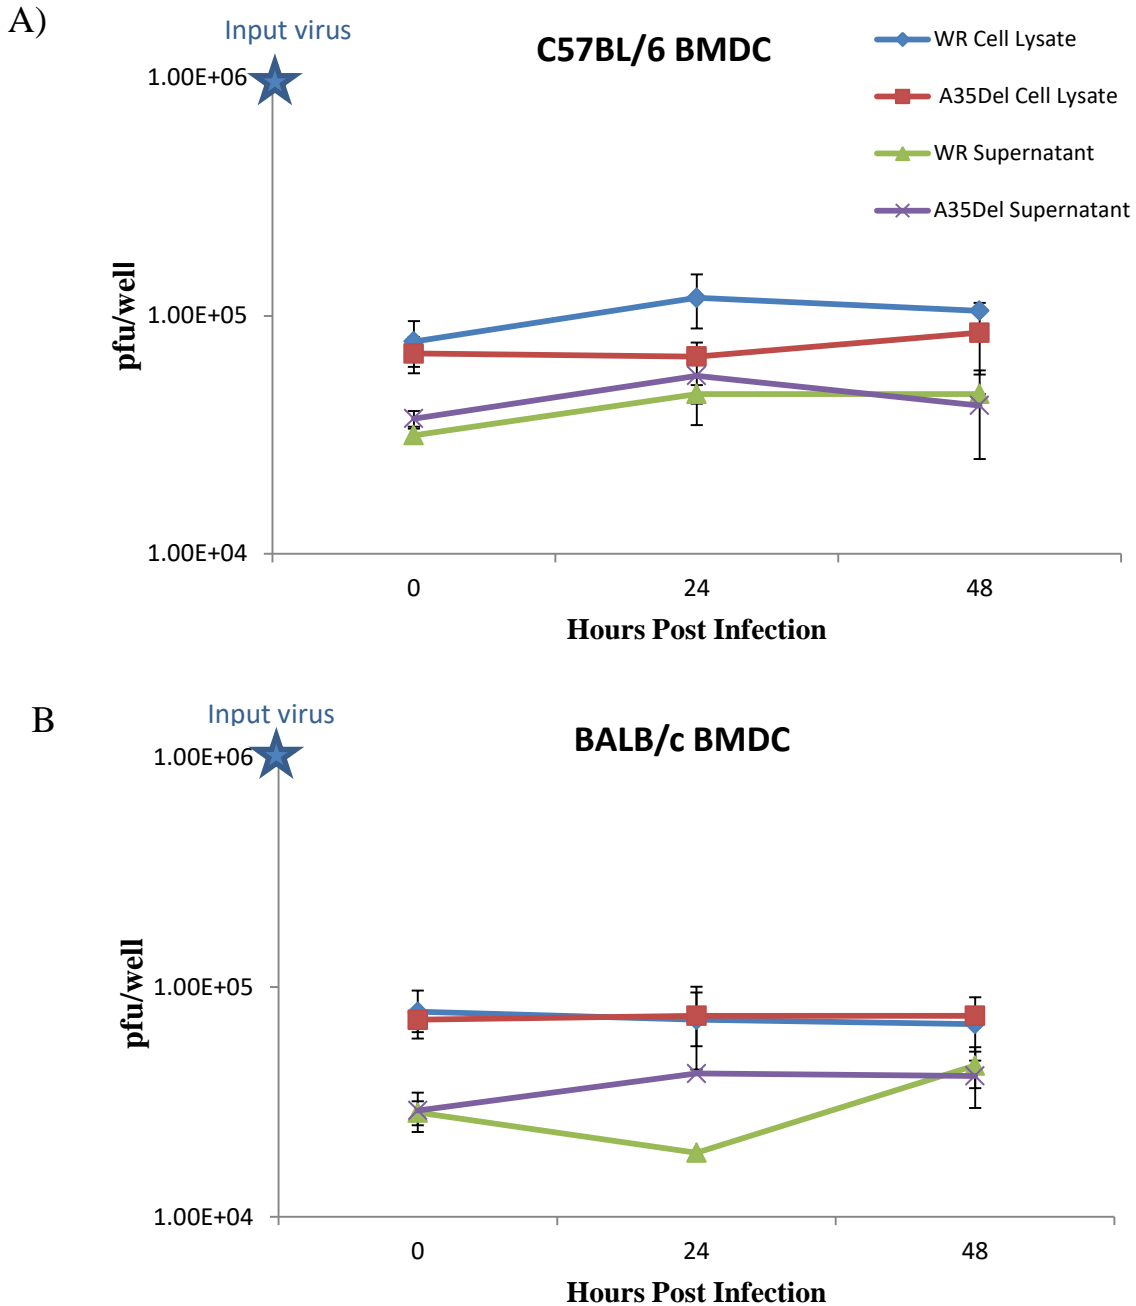 A)
Input virus
C57BL/6 BMDC
WR Cell Lysate
A35Del Cell Lysate
WR Supernatant
A35Del Supernatant
1.00E+06
1.00E+05
1.00E+04
pfu/well
0 24 48
Hours Post Infection
B
Input virus
BALB/c BMDC
1.00E+06
1.00E+05
1.00E+04
pfu/well
0 24 48
Hours Post Infection